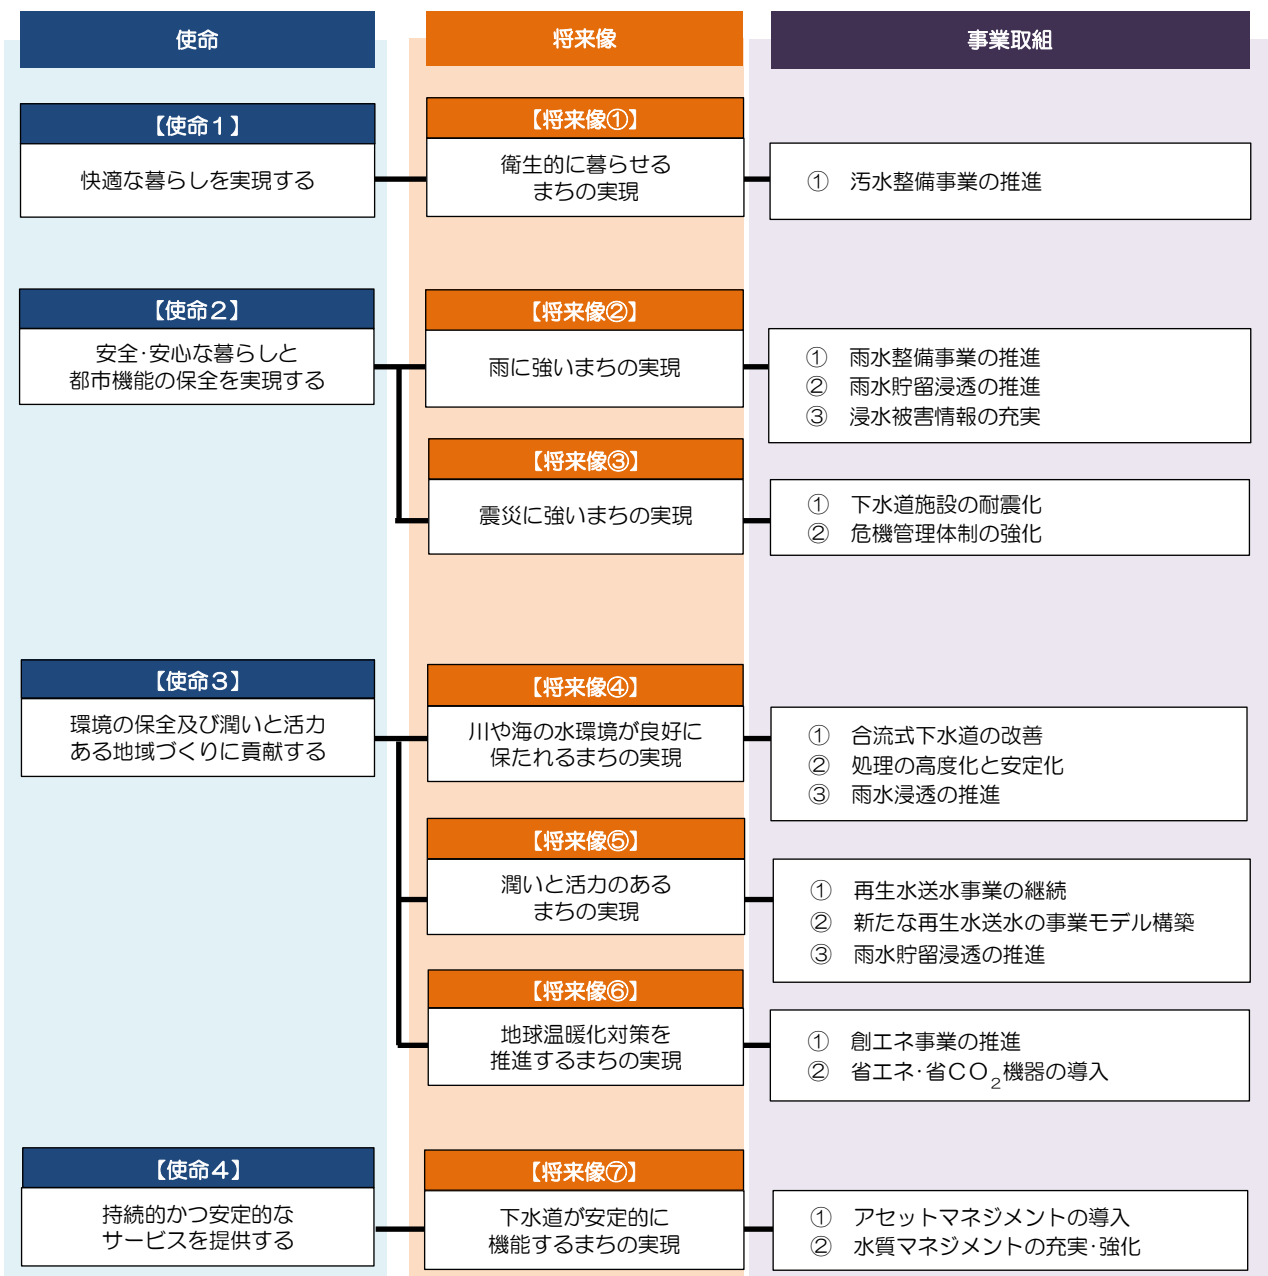 使命
将来像
事業取組
【使命１】
快適な暮らしを実現する
【将来像①】
衛生的に暮らせる
まちの実現
① 汚水整備事業の推進
【使命２】
安全･安心な暮らしと
都市機能の保全を実現する
【将来像②】
雨に強いまちの実現
① 雨水整備事業の推進
② 雨水貯留浸透の推進
③ 浸水被害情報の充実
【将来像③】
震災に強いまちの実現
① 下水道施設の耐震化
② 危機管理体制の強化
【使命３】
環境の保全及び潤いと活力
ある地域づくりに貢献する
【将来像④】
川や海の水環境が良好に
保たれるまちの実現
① 合流式下水道の改善
② 処理の高度化と安定化
③ 雨水浸透の推進
【将来像⑤】
潤いと活力のある
まちの実現
① 再生水送水事業の継続
② 新たな再生水送水の事業モデル構築
③ 雨水貯留浸透の推進
【将来像⑥】
地球温暖化対策を
推進するまちの実現
① 創エネ事業の推進
② 省エネ･省ＣＯ₂機器の導入
【使命４】
持続的かつ安定的な
サービスを提供する
【将来像⑦】
下水道が安定的に
機能するまちの実現
① アセットマネジメントの導入
② 水質マネジメントの充実･強化